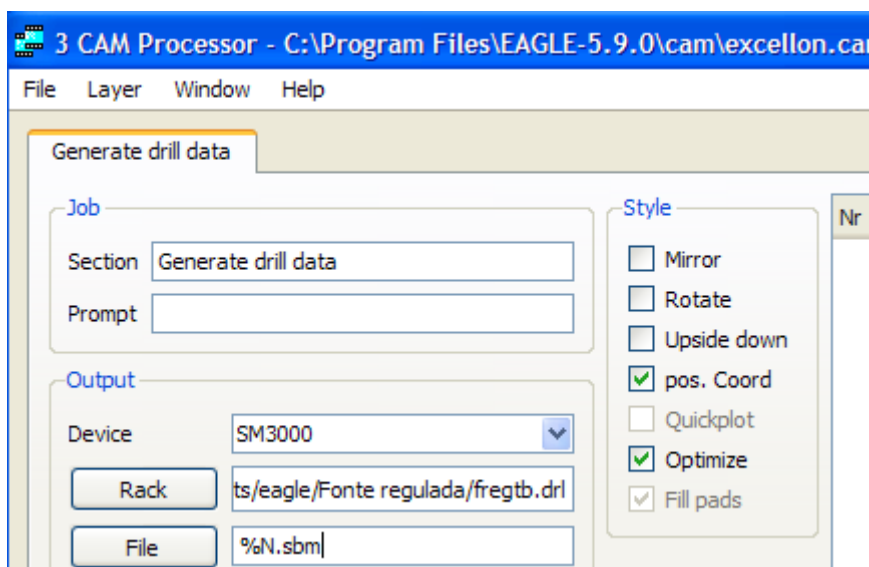 3 CAM Processor - C:\Program Files\EAGLE-5.9.0\cam\excellon.ca
File Layer Window Help
Generate drill data
Job
Section Generate drill data
Prompt
Output
Device SM3000
Rack ts/eagle/Fonte regulada/fregtb.drl
File %N.sbm
Style
Mirror
Rotate
Upside down
pos. Coord
Quickplot
Optimize
Fill pads
Nr